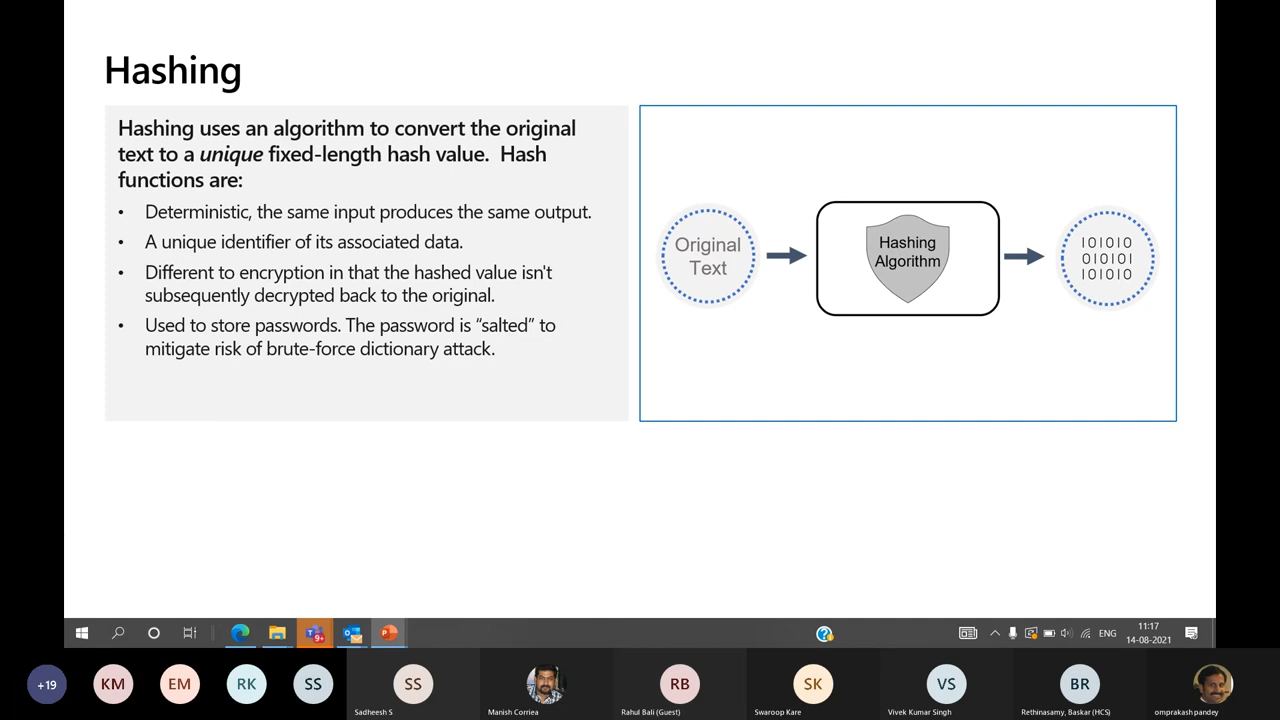 Hashing
Hashing uses an algorithm to convert the original
text to a unique fixed-length hash value.  Hash
functions are:
• Deterministic, the same input produces the same output.
• A unique identifier of its associated data.
• Different to encryption in that the hashed value isn't
subsequently decrypted back to the original.
• Used to store passwords. The password is “salted” to
mitigate risk of brute-force dictionary attack.
Original
Text
Hashing
Algorithm
101010
010101
101010
9+
ENG
11:17
14-08-2021
+19
KM
EM
RK
SS
SS
RB
SK
VS
BR
Sadheesh S
Manish Corriea
Rahul Bali (Guest)
Swaroop Kare
Vivek Kumar Singh
Rethinasamy, Baskar (HCS)
omprakash pandey